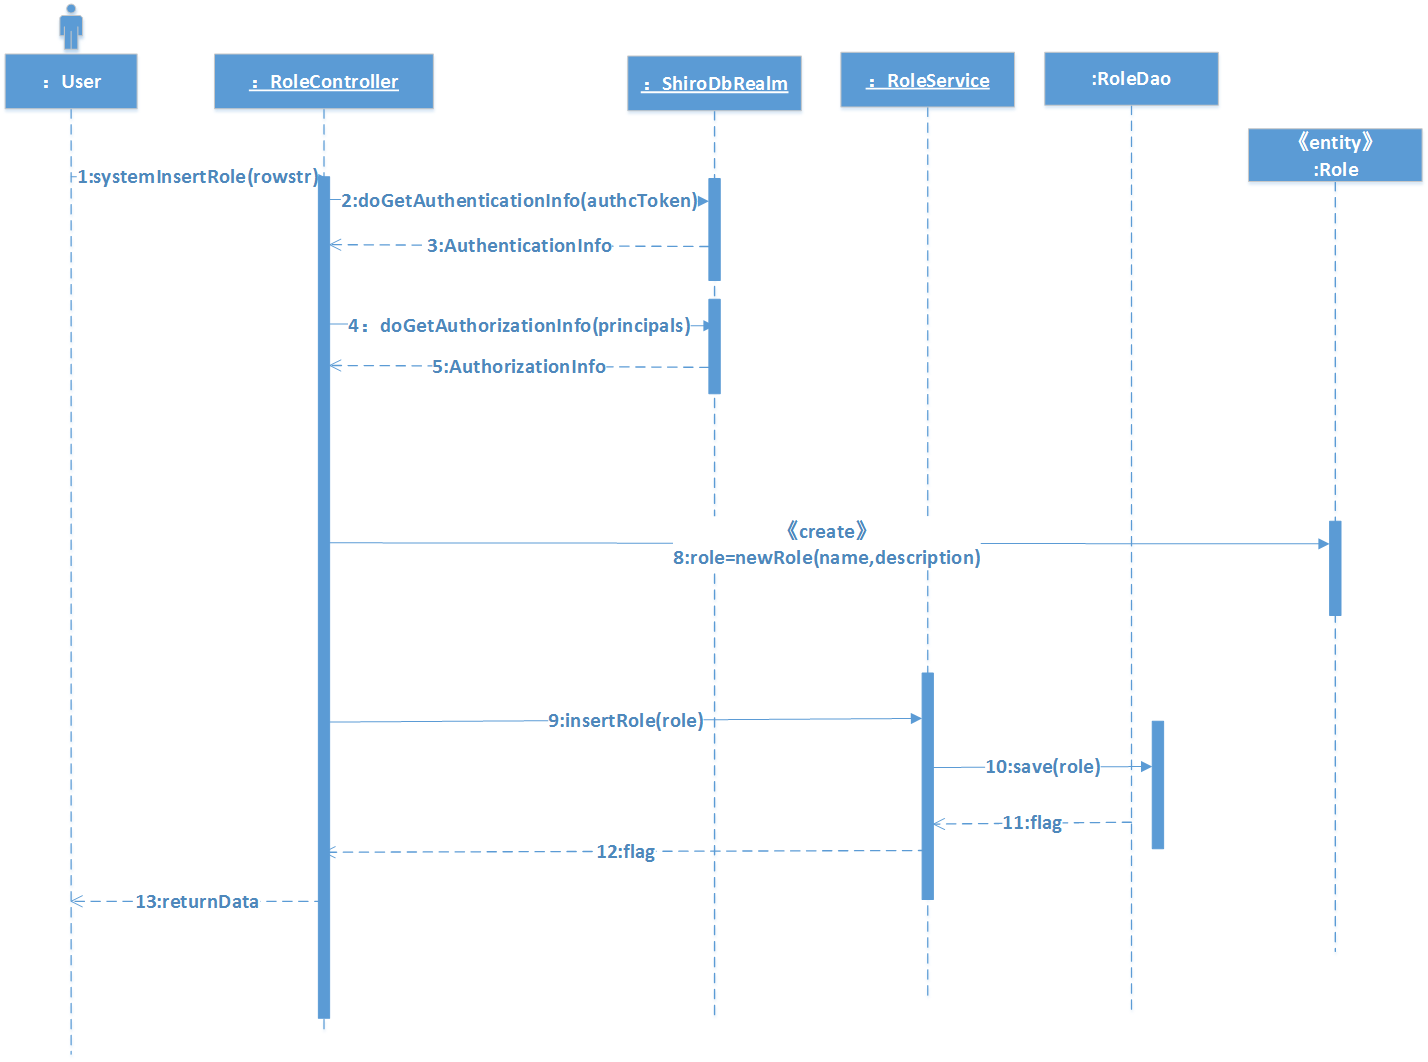 ：User
：RoleController
：ShiroDbRealm
：RoleService
:RoleDao
《entity》
:Role
1:systemInsertRole(rowstr)
2:doGetAuthenticationInfo(authcToken)
3:AuthenticationInfo
4：doGetAuthorizationInfo(principals)
5:AuthorizationInfo
《create》
8:role=newRole(name,description)
9:insertRole(role)
10:save(role)
11:flag
12:flag
13:returnData